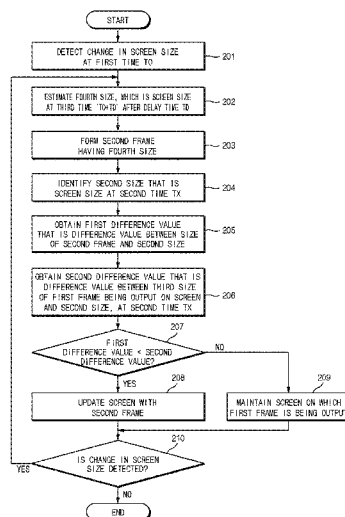 START
DETECT CHANGE IN SCREEN SIZE
AT FIRST TIME TO
201
ESTIMATE FOURTH SIZE, WHICH IS SCREEN SIZE
AT THIRD TIME 'TO+TD' AFTER DELAY TIME TD
202
FORM SECOND FRAME
HAVING FOURTH SIZE
203
IDENTIFY SECOND SIZE THAT IS
SCREEN SIZE AT SECOND TIME TX
204
OBTAIN FIRST DIFFERENCE VALUE
THAT IS DIFFERENCE VALUE BETWEEN SIZE
OF SECOND FRAME AND SECOND SIZE
205
OBTAIN SECOND DIFFERENCE VALUE THAT IS
DIFFERENCE VALUE BETWEEN THIRD SIZE
OF FIRST FRAME BEING OUTPUT ON SCREEN
AND SECOND SIZE, AT SECOND TIME TX
206
207
FIRST
DIFFERENCE VALUE < SECOND
DIFFERENCE VALUE?
NO
YES
208
UPDATE SCREEN WITH
SECOND FRAME
209
MAINTAIN SCREEN ON WHICH
FIRST FRAME IS BEING OUTPUT
210
IS CHANGE IN SCREEN
SIZE DETECTED?
YES
NO
END